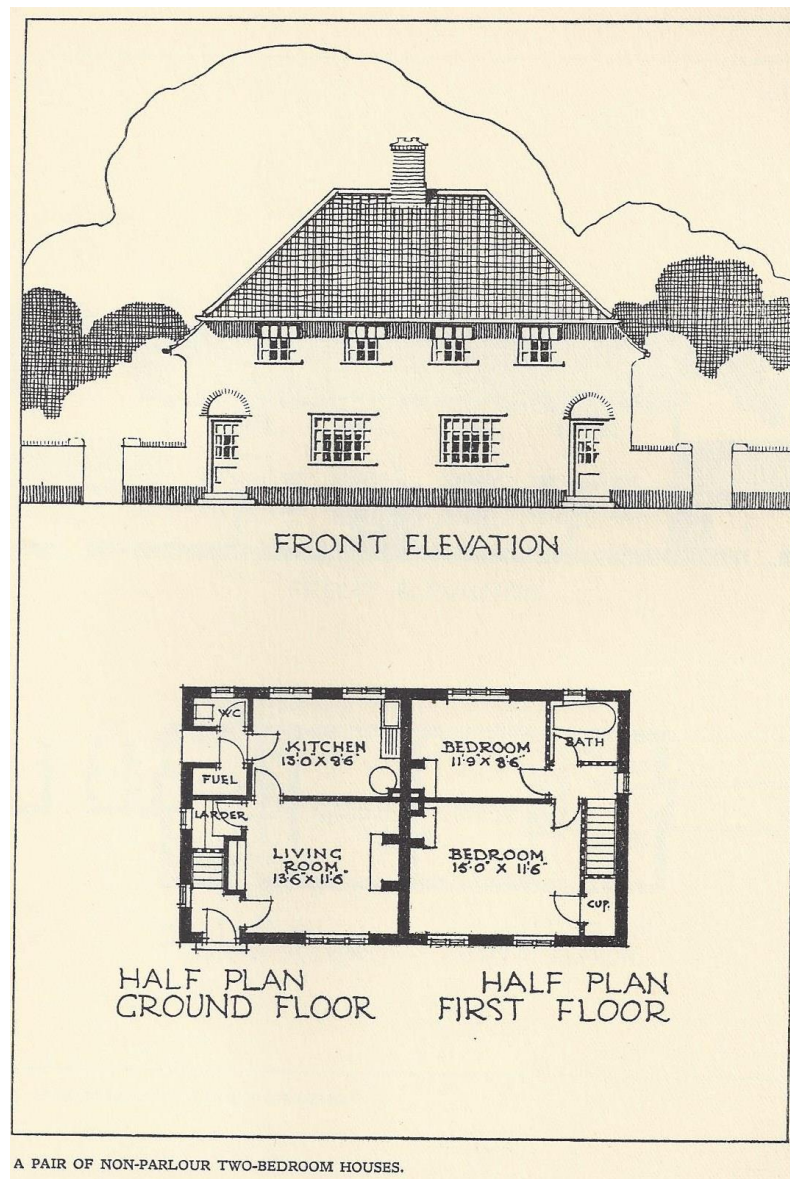 FRONT ELEVATION
WC
KITCHEN
13'·0" X 8'6"
FUEL
LARDER
LIVING
ROOM
13'·6" X 11'·6"
BEDROOM
11'·9" X 8'6"
BATH
BEDROOM
15'·0" X 11'6"
CUP.
HALF PLAN
GROUND FLOOR
HALF PLAN
FIRST FLOOR
A PAIR OF NON-PARLOUR TWO-BEDROOM HOUSES.